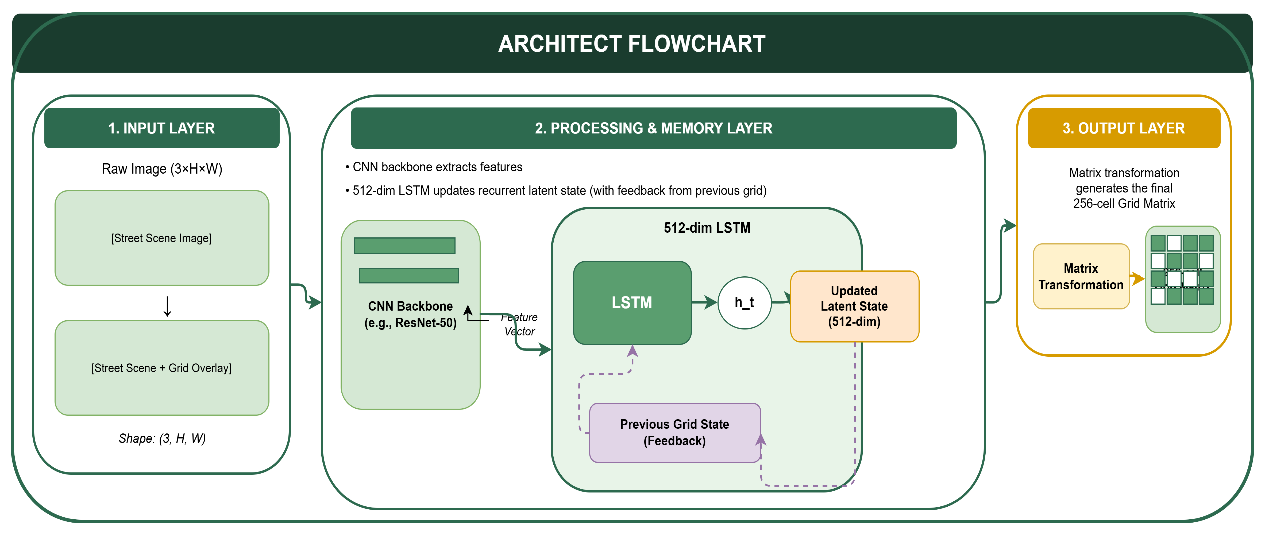 ARCHITECT FLOWCHART
1. INPUT LAYER
Raw Image (3×H×W)
[Street Scene Image]
[Street Scene + Grid Overlay]
Shape: (3, H, W)
2. PROCESSING & MEMORY LAYER
• CNN backbone extracts features
• 512-dim LSTM updates recurrent latent state (with feedback from previous grid)
CNN Backbone
(e.g., ResNet-50)
Feature
Vector
512-dim LSTM
LSTM
h_t
Updated
Latent State
(512-dim)
Previous Grid State
(Feedback)
3. OUTPUT LAYER
Matrix transformation
generates the final
256-cell Grid Matrix
Matrix
Transformation